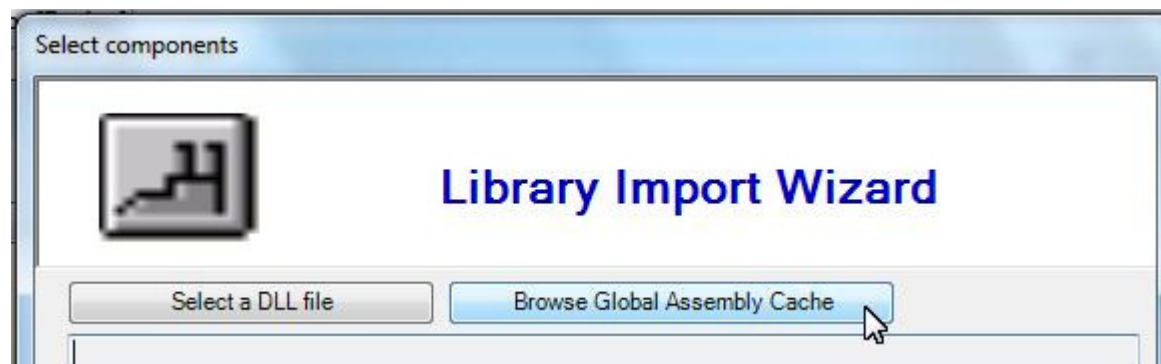 Select components
Library Import Wizard
Select a DLL file
Browse Global Assembly Cache